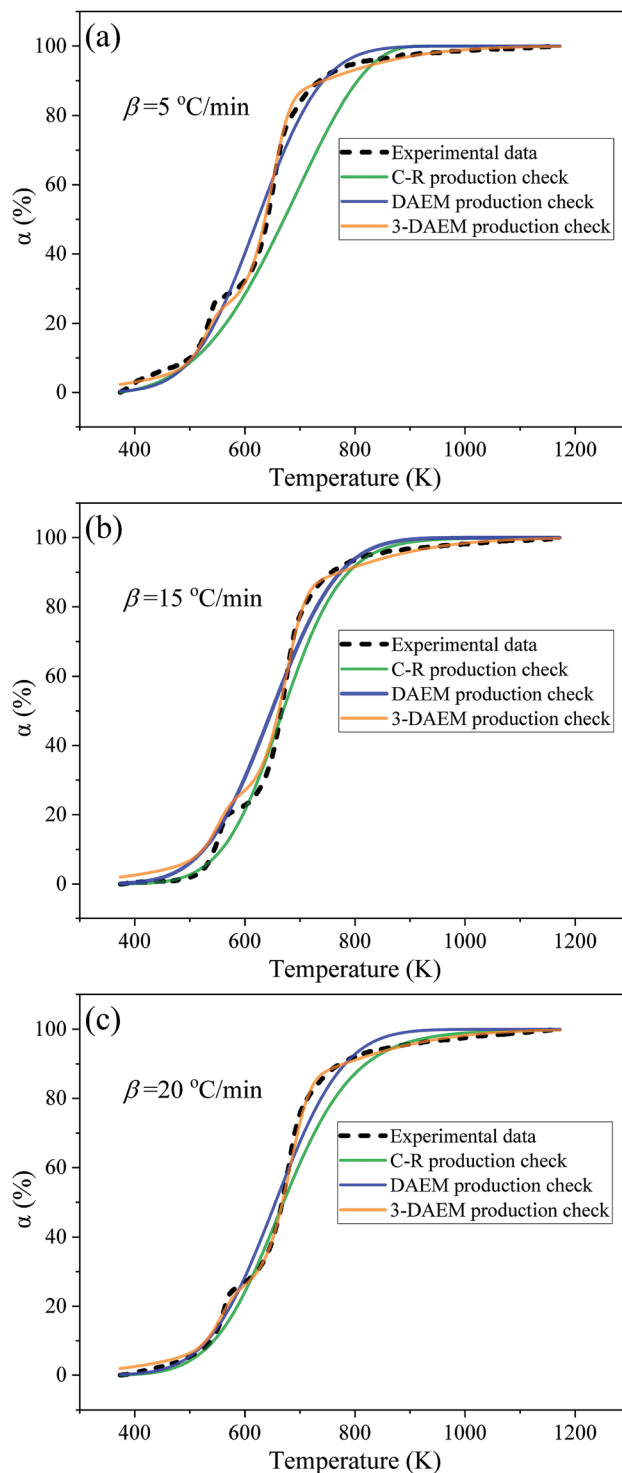 (a)
β=5 °C/min
Experimental data
C-R production check
DAEM production check
3-DAEM production check
α (%)
100
80
60
40
20
0
400 600 800 1000 1200
Temperature (K)
(b)
β=15 °C/min
Experimental data
C-R production check
DAEM production check
3-DAEM production check
α (%)
100
80
60
40
20
0
400 600 800 1000 1200
Temperature (K)
(c)
β=20 °C/min
Experimental data
C-R production check
DAEM production check
3-DAEM production check
α (%)
100
80
60
40
20
0
400 600 800 1000 1200
Temperature (K)